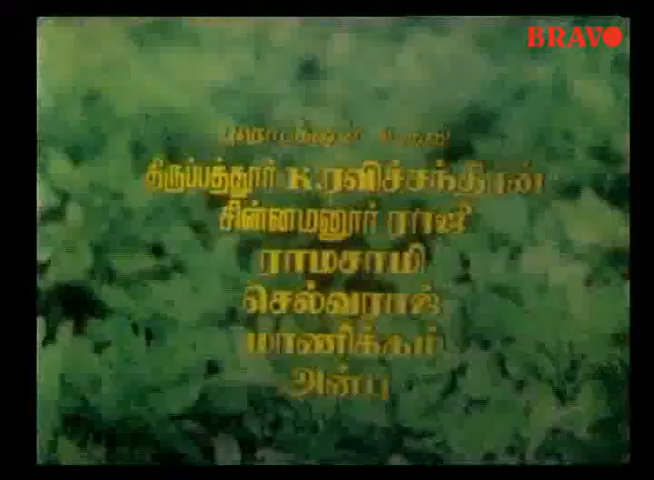 BRAVO
திருப்பத்தூர் K.ரவிச்சந்திரன்
சின்னமனூர் ராஜீ
ராமசாமி
செல்வராஜ்
மாணிக்கம்
அன்பு